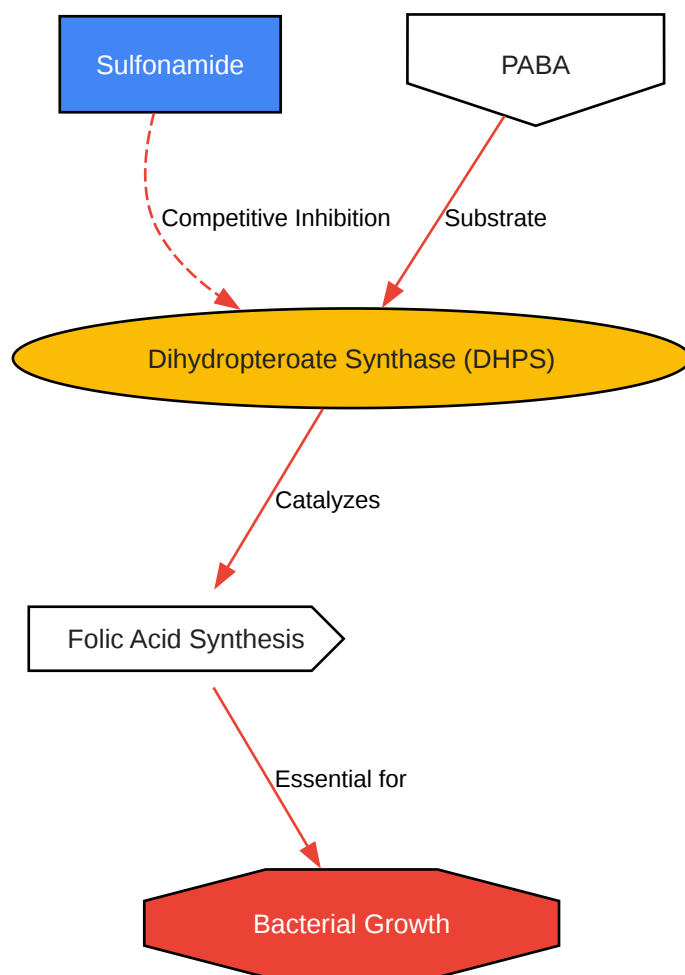 Sulfonamide
PABA
Competitive Inhibition
Substrate
Dihydropteroate Synthase (DHPS)
Catalyzes
Folic Acid Synthesis
Essential for
Bacterial Growth